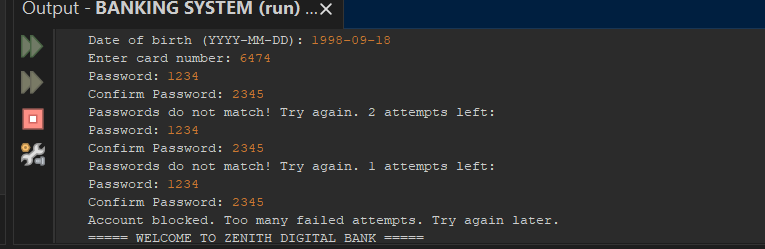 Output - BANKING SYSTEM (run) ...×
Date of birth (YYYY-MM-DD): 1998-09-18
Enter card number: 6474
Password: 1234
Confirm Password: 2345
Passwords do not match! Try again. 2 attempts left:
Password: 1234
Confirm Password: 2345
Passwords do not match! Try again. 1 attempts left:
Password: 1234
Confirm Password: 2345
Account blocked. Too many failed attempts. Try again later.
===== WELCOME TO ZENITH DIGITAL BANK =====